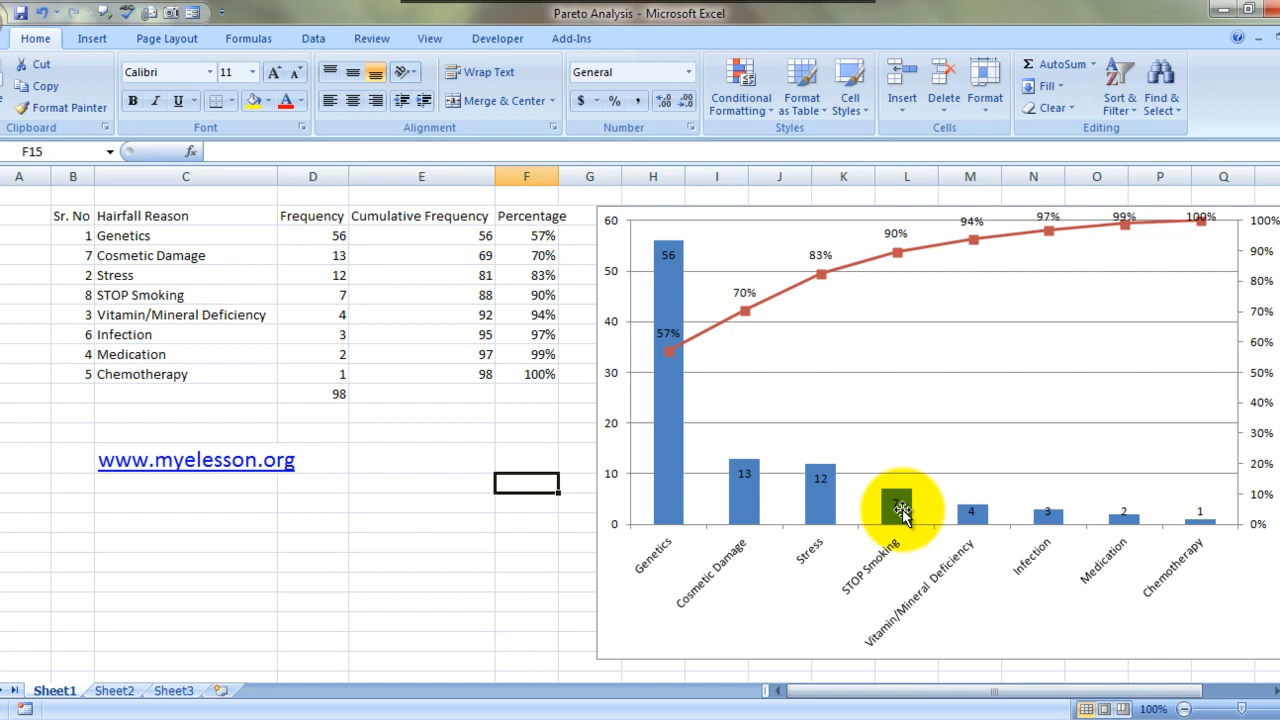 Pareto Analysis - Microsoft Excel
Home Insert Page Layout Formulas Data Review View Developer Add-Ins
Cut
Copy
Format Painter
Clipboard
Calibri 11
B I U
Font
Wrap Text
Merge & Center
Alignment
General
$ % ,
Number
Conditional Formatting
Format as Table
Cell Styles
Styles
Insert
Delete
Format
Cells
AutoSum
Fill
Clear
Sort & Filter
Find & Select
Editing
F15
A B C D E F G H I J K L M N O P Q
Sr. No Hairfall Reason Frequency Cumulative Frequency Percentage
1 Genetics 56 56 57%
7 Cosmetic Damage 13 69 70%
2 Stress 12 81 83%
8 STOP Smoking 7 88 90%
3 Vitamin/Mineral Deficiency 4 92 94%
6 Infection 3 95 97%
4 Medication 2 97 99%
5 Chemotherapy 1 98 100%
98
www.myelesson.org
60
50
40
30
20
10
0
57% 70% 83% 90% 94% 97% 99% 100%
56 13 12 7 4 3 2 1
100%
90%
80%
70%
60%
50%
40%
30%
20%
10%
0%
Genetics
Cosmetic Damage
Stress
STOP Smoking
Vitamin/Mineral Deficiency
Infection
Medication
Chemotherapy
Sheet1 Sheet2 Sheet3
100%